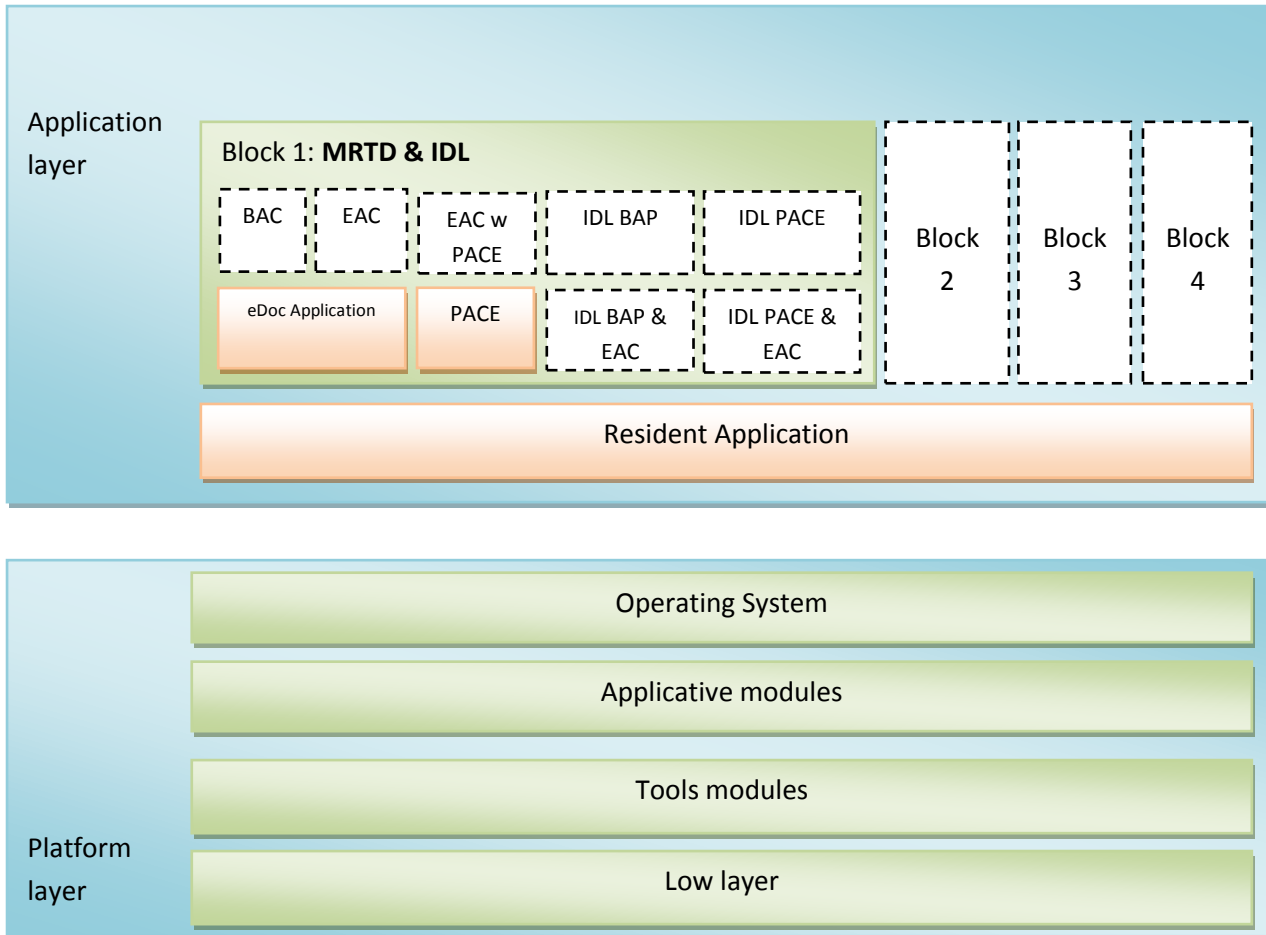 Application
layer
Block 1: MRTD & IDL
BAC
EAC
EAC w
PACE
IDL BAP
IDL PACE
eDoc Application
PACE
IDL BAP &
EAC
IDL PACE &
EAC
Block
2
Block
3
Block
4
Resident Application
Operating System
Applicative modules
Tools modules
Low layer
Platform
layer